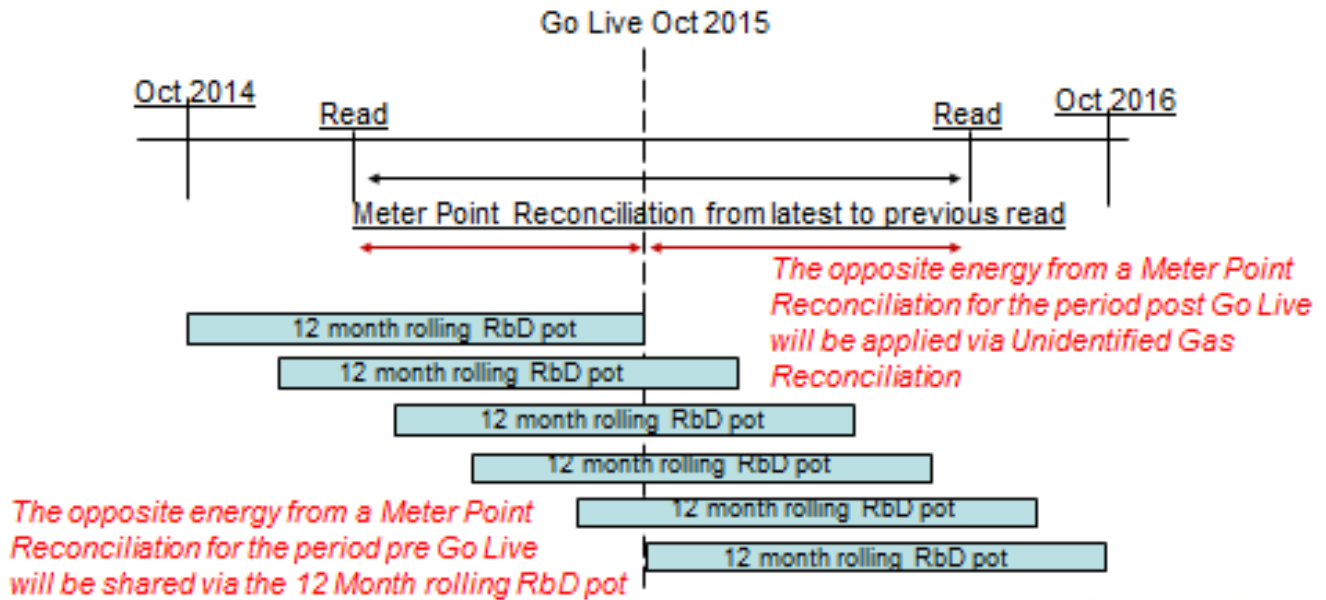 Go Live Oct 2015
Oct 2014
Read
Read
Oct 2016
Meter Point Reconciliation from latest to previous read
The opposite energy from a Meter Point
Reconciliation for the period post Go Live
will be applied via Unidentified Gas
Reconciliation
12 month rolling RbD pot
12 month rolling RbD pot
12 month rolling RbD pot
12 month rolling RbD pot
12 month rolling RbD pot
12 month rolling RbD pot
The opposite energy from a Meter Point
Reconciliation for the period pre Go Live
will be shared via the 12 Month rolling RbD pot